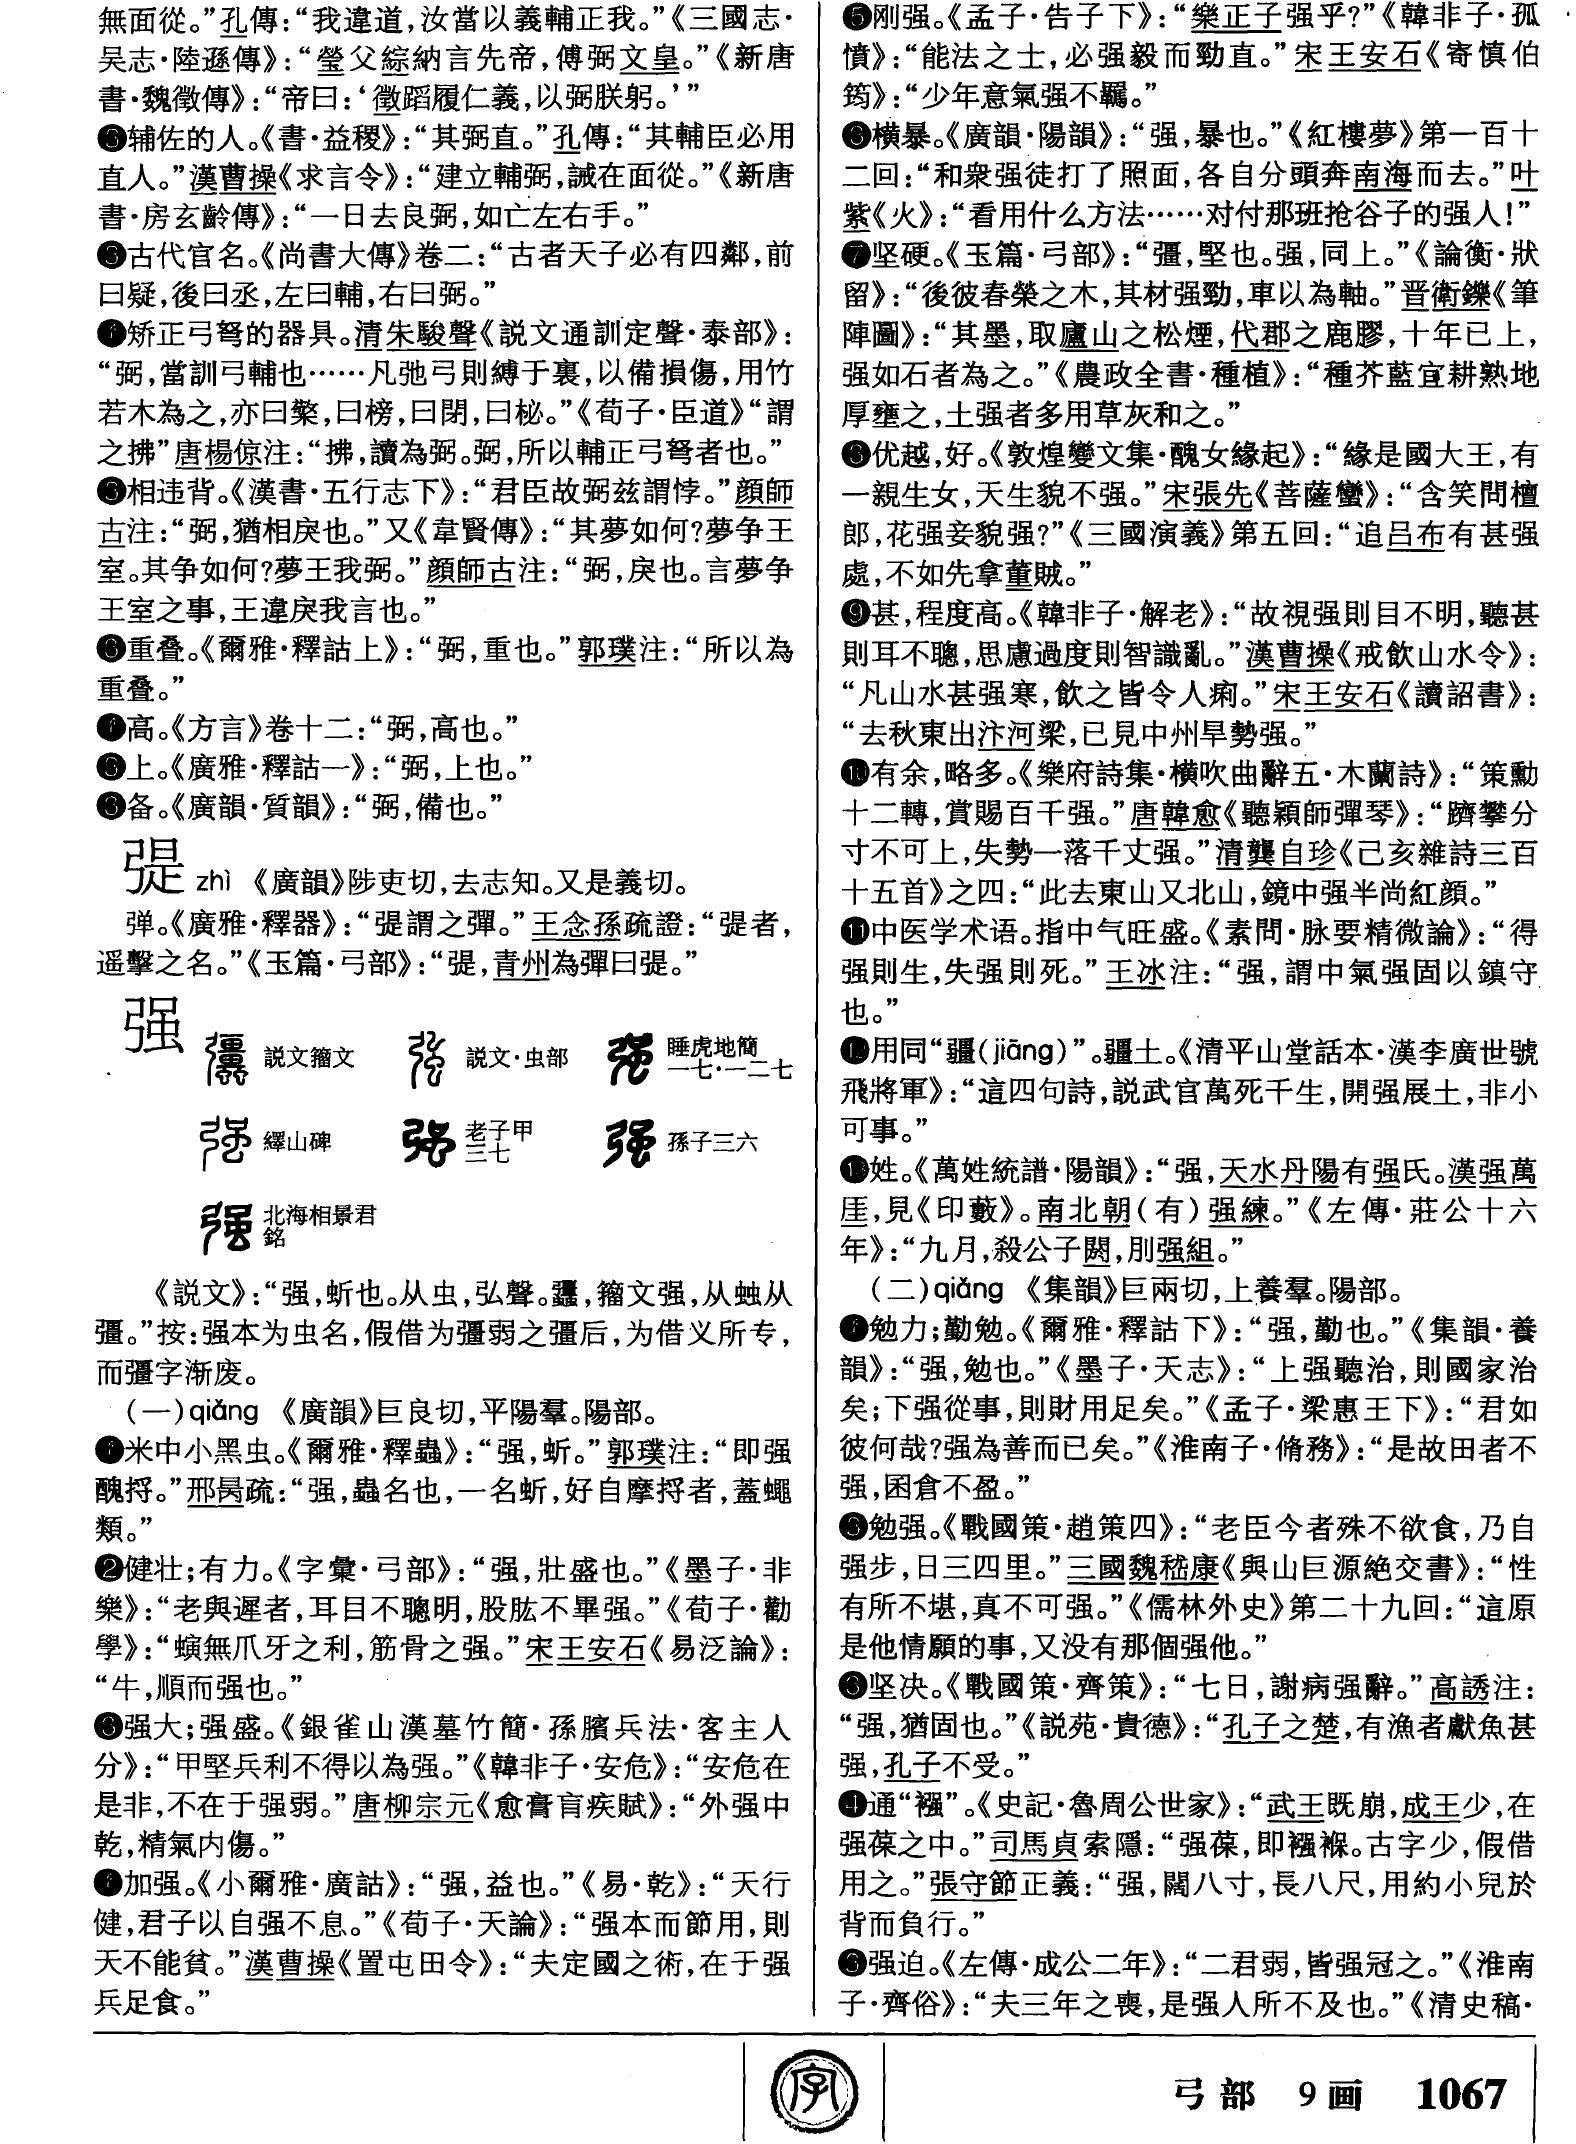 無面從。”孔傳：“我違道，汝當以義輔正我。”《三國志·
吴志·陸遜傳》：“瑩父綜納言先帝，傅弼文皇。”《新唐
書·魏徵傳》：“帝曰：‘徵蹈履仁義，以弼朕躬。’”
辅佐的人。《書·益稷》：“其弼直。”孔傳：“其輔臣必用
直人。”漢曹操《求言令》：“建立輔弼，誡在面從。”《新唐
書·房玄齡傳》：“一日去良弼，如亡左右手。”
古代官名。《尚書大傳》卷二：“古者天子必有四鄰，前
曰疑，後曰丞，左曰輔，右曰弼。”
矫正弓弩的器具。清朱駿聲《説文通訓定聲·泰部》：
“弼，當訓弓輔也……凡弛弓則縛于裏，以備損傷，用竹
若木為之，亦曰檠，曰榜，曰閉，曰柲。”《荀子·臣道》“謂
之拂”唐楊倞注：“拂，讀為弼。弼，所以輔正弓弩者也。”
相违背。《漢書·五行志下》：“君臣故弼兹謂悖。”顔師
古注：“弼，猶相戾也。”又《韋賢傳》：“其夢如何？夢争王
室。其争如何？夢王我弼。”顔師古注：“弼，戾也。言夢争
王室之事，王違戾我言也。”
重叠。《爾雅·釋詁上》：“弼，重也。”郭璞注：“所以為
重叠。”
高。《方言》卷十二：“弼，高也。”
上。《廣雅·釋詁一》：“弼，上也。”
备。《廣韻·質韻》：“弼，備也。”
弫 zhì 《廣韻》陟吏切，去志知。又是義切。
弹。《廣雅·釋器》：“謂之彈。”王念孫疏證：“者，
遥擊之名。”《玉篇·弓部》：“青州為彈曰。”
强
説文籀文 説文·虫部 睡虎地簡一七·一二七
繹山碑 老子甲三七 孫子三六
北海相景君銘
《説文》：“强，蚚也。从虫，弘聲。籀文强，从䖵从
彊。”按：强本为虫名，假借为彊弱之彊后，为借义所专，
而彊字渐废。
（一）qiǎng 《廣韻》巨良切，平陽羣。陽部。
米中小黑虫。《爾雅·釋蟲》：“强，蚚。”郭璞注：“即强
醜捋。”邢昺疏：“强，蟲名也，一名蚚，好自摩捋者，蓋蠅
類。”
❷健壮；有力。《字彙·弓部》：“强，壯盛也。”《墨子·非
樂》：“老與遲者，耳目不聰明，股肱不畢强。”《荀子·勸
學》：“螾無爪牙之利，筋骨之强。”宋王安石《易泛論》：
“牛，順而强也。”
❸强大；强盛。《銀雀山漢墓竹簡·孫臏兵法·客主人
分》：“甲堅兵利不得以為强。”《韓非子·安危》：“安危在
是非，不在于强弱。”唐柳宗元《愈膏肓疾賦》：“外强中
乾，精氣内傷。”
加强。《小爾雅·廣詁》：“强，益也。”《易·乾》：“天行
健，君子以自强不息。”《荀子·天論》：“强本而節用，則
天不能貧。”漢曹操《置屯田令》：“夫定國之術，在于强
兵足食。”
❺刚强。《孟子·告子下》：“樂正子强乎？”《韓非子·孤
憤》：“能法之士，必强毅而勁直。”宋王安石《寄慎伯
筠》：“少年意氣强不羈。”
❻横暴。《廣韻·陽韻》：“强，暴也。”《紅樓夢》第一百十
二回：“和衆强徒打了照面，各自分頭奔南海而去。”叶
紫《火》：“看用什么方法……对付那班抢谷子的强人！”
❼坚硬。《玉篇·弓部》：“彊，堅也。强，同上。”《論衡·狀
留》：“後彼春榮之木，其材强勁，車以為軸。”晋衛鑠《筆
陣圖》：“其墨，取廬山之松煙，代郡之鹿膠，十年已上，
强如石者為之。”《農政全書·種植》：“種芥藍宜耕熟地
厚壅之，土强者多用草灰和之。”
❽优越，好。《敦煌變文集·醜女緣起》：“緣是國大王，有
一親生女，天生貌不强。”宋張先《菩薩蠻》：“含笑問檀
郎，花强妾貌强？”《三國演義》第五回：“追吕布有甚强
處，不如先拿董賊。”
❾甚，程度高。《韓非子·解老》：“故視强則目不明，聽甚
則耳不聰，思慮過度則智識亂。”漢曹操《戒飲山水令》：
“凡山水甚强寒，飲之皆令人痢。”宋王安石《讀詔書》：
“去秋東出汴河梁，已見中州旱勢强。”
❿有余，略多。《樂府詩集·横吹曲辭五·木蘭詩》：“策勳
十二轉，賞賜百千强。”唐韓愈《聽穎師彈琴》：“躋攀分
寸不可上，失勢一落千丈强。”清龔自珍《己亥雜詩三百
十五首》之四：“此去東山又北山，鏡中强半尚紅顔。”
⓫中医学术语。指中气旺盛。《素問·脉要精微論》：“得
强則生，失强則死。”王冰注：“强，謂中氣强固以鎮守
也。”
⓬用同“疆（jiāng）”。疆土。《清平山堂話本·漢李廣世號
飛將軍》：“這四句詩，説武官萬死千生，開强展土，非小
可事。”
⓭姓。《萬姓統譜·陽韻》：“强，天水丹陽有强氏。漢强萬
厓，見《印藪》。南北朝（有）强練。”《左傳·莊公十六
年》：“九月，殺公子閼，刖强組。”
（二）qiǎng 《集韻》巨兩切，上養羣。陽部。
勉力；勤勉。《爾雅·釋詁下》：“强，勤也。”《集韻·養
韻》：“强，勉也。”《墨子·天志》：“上强聽治，則國家治
矣；下强從事，則財用足矣。”《孟子·梁惠王下》：“君如
彼何哉？强為善而已矣。”《淮南子·脩務》：“是故田者不
强，囷倉不盈。”
勉强。《戰國策·趙策四》：“老臣今者殊不欲食，乃自
强步，日三四里。”三國魏嵇康《與山巨源絶交書》：“性
有所不堪，真不可强。”《儒林外史》第二十九回：“這原
是他情願的事，又没有那個强他。”
❸坚决。《戰國策·齊策》：“七日，謝病强辭。”高誘注：
“强，猶固也。”《説苑·貴德》：“孔子之楚，有漁者獻魚甚
强，孔子不受。”
❹通“襁”。《史記·魯周公世家》：“武王既崩，成王少，在
强葆之中。”司馬貞索隱：“强葆，即襁褓。古字少，假借
用之。”張守節正義：“强，闊八寸，長八尺，用約小兒於
背而負行。”
强迫。《左傳·成公二年》：“二君弱，皆强冠之。”《淮南
子·齊俗》：“夫三年之喪，是强人所不及也。”《清史稿·
字
弓部 9画 1067